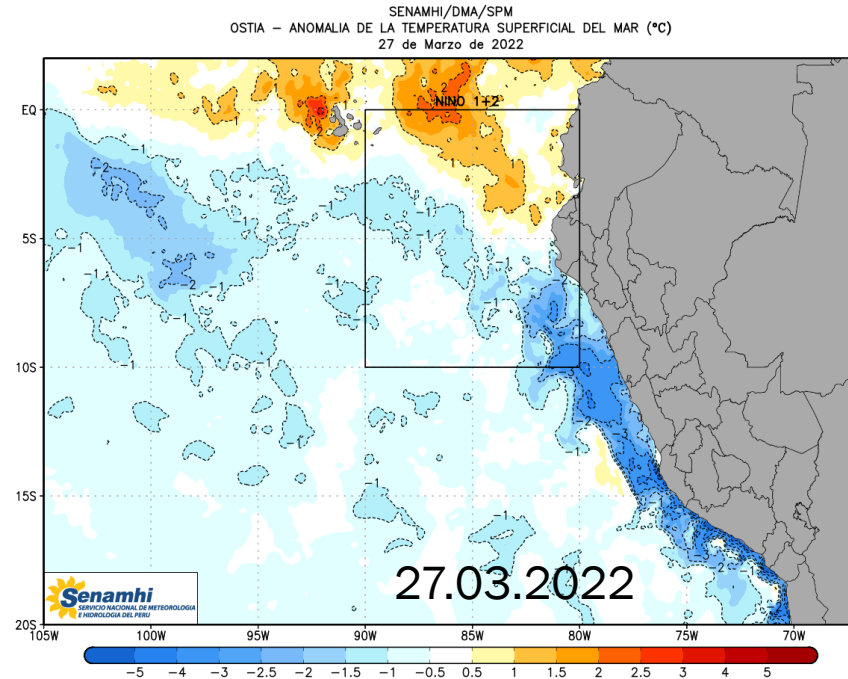 SENAMHI/DMA/SPM
OSTIA – ANOMALIA DE LA TEMPERATURA SUPERFICIAL DEL MAR (°C)
27 de Marzo de 2022
NINO 1+2
EQ
5S
10S
15S
20S
27.03.2022
Senamhi
SERVICIO NACIONAL DE METEOROLOGIA
E HIDROLOGIA DEL PERU
105W 100W 95W 90W 85W 80W 75W 70W
−5 −4 −3 −2.5 −2 −1.5 −1 −0.5 0.5 1 1.5 2 2.5 3 4 5